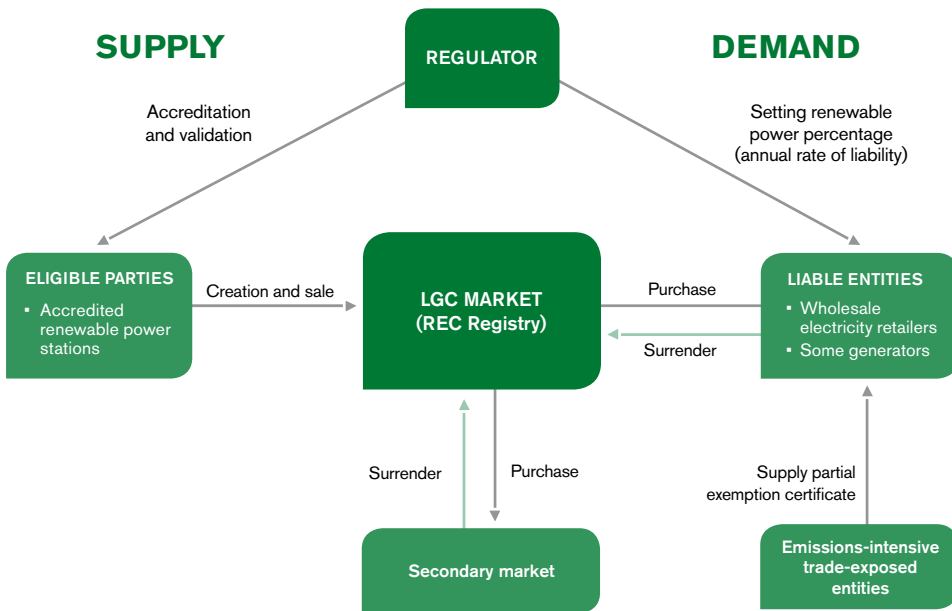 SUPPLY
REGULATOR
DEMAND
Accreditation
and validation
Setting renewable
power percentage
(annual rate of liability)
ELIGIBLE PARTIES
▪ Accredited
renewable power
stations
Creation and sale
LGC MARKET
(REC Registry)
Purchase
Surrender
LIABLE ENTITIES
▪ Wholesale
electricity retailers
▪ Some generators
Surrender
Purchase
Supply partial
exemption certificate
Secondary market
Emissions-intensive
trade-exposed
entities